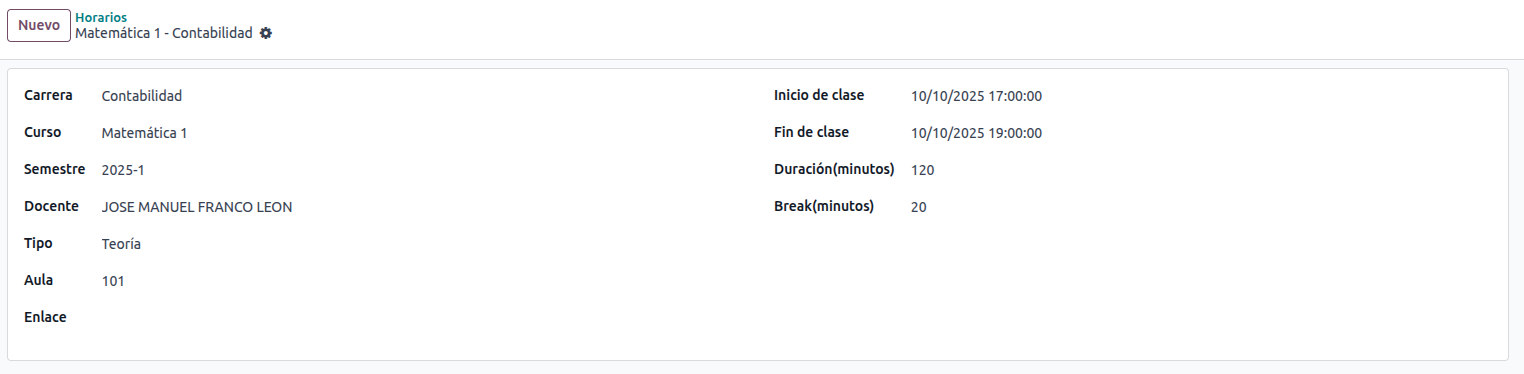 Nuevo
Horarios
Matemática 1 - Contabilidad
Carrera Contabilidad
Curso Matemática 1
Semestre 2025-1
Docente JOSE MANUEL FRANCO LEON
Tipo Teoría
Aula 101
Enlace
Inicio de clase 10/10/2025 17:00:00
Fin de clase 10/10/2025 19:00:00
Duración(minutos) 120
Break(minutos) 20